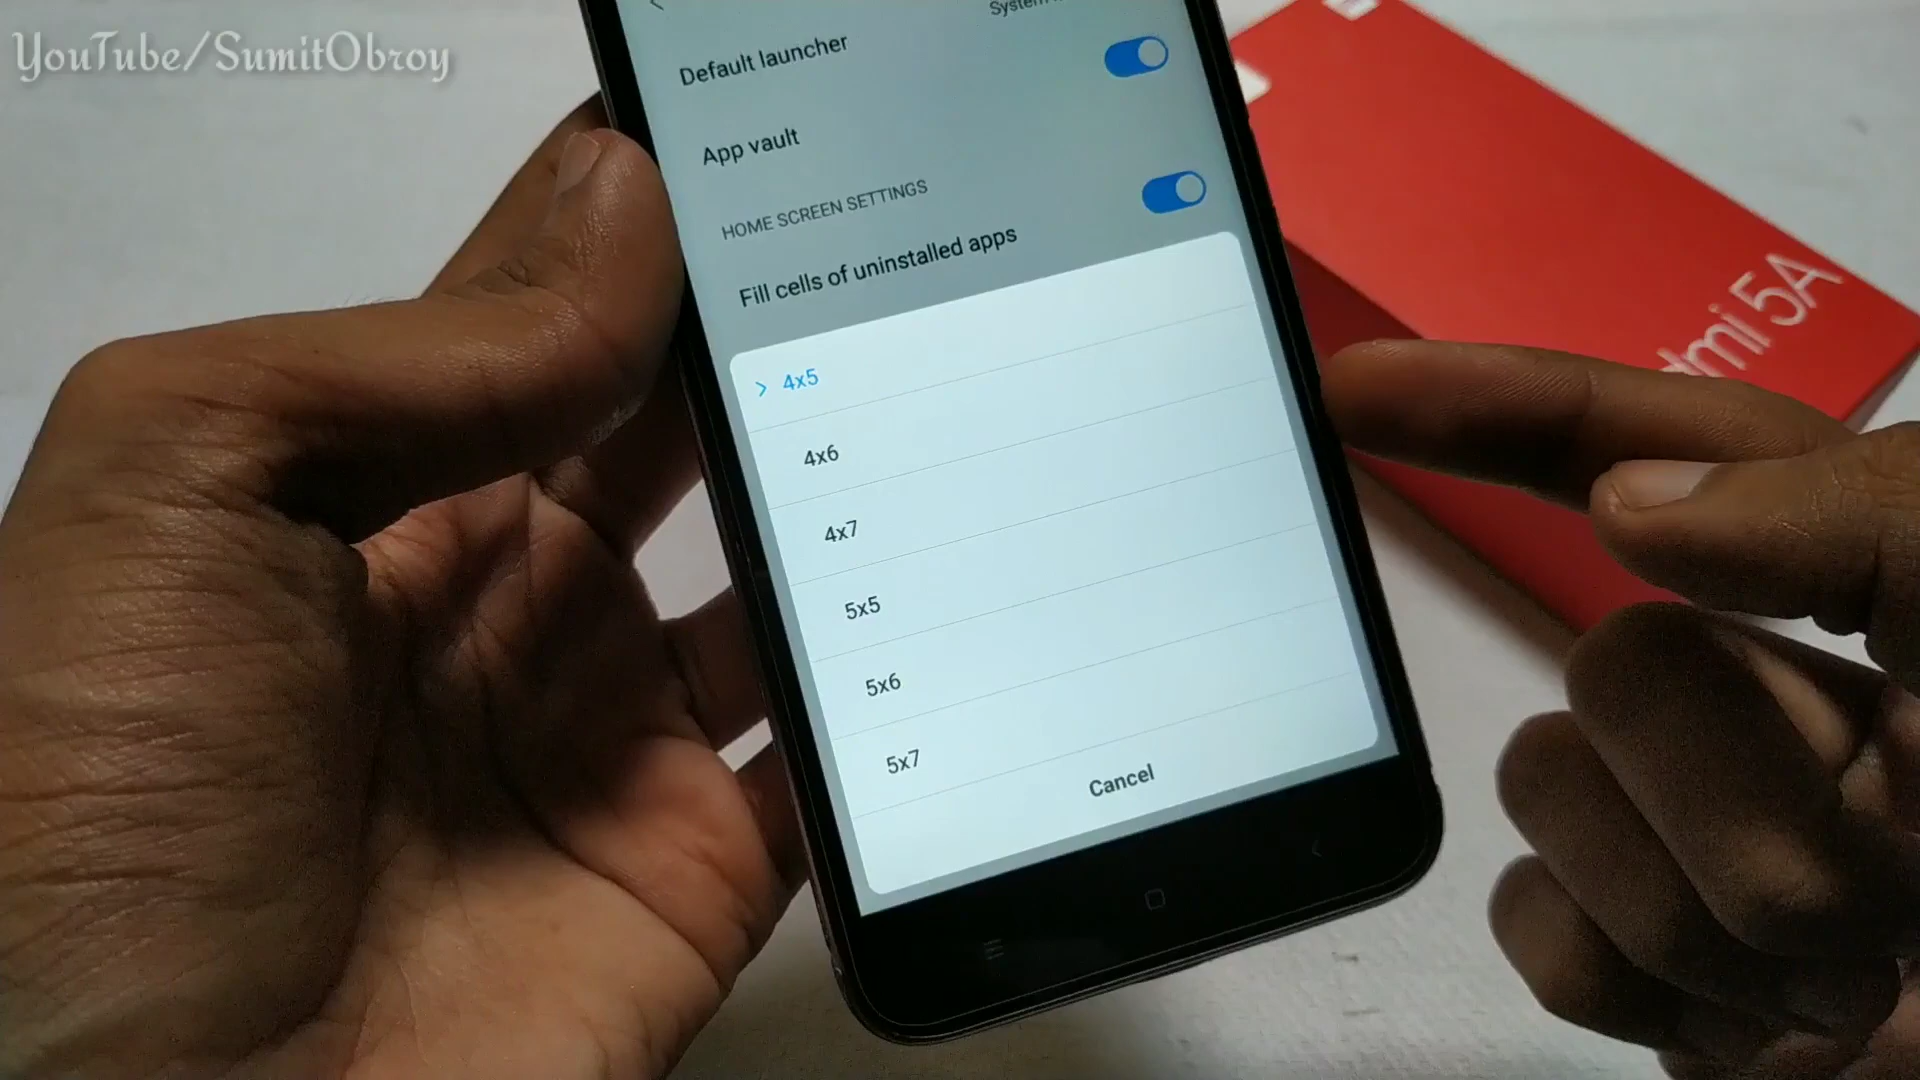 YouTube/SumitObroy
System
Default launcher
App vault
HOME SCREEN SETTINGS
Fill cells of uninstalled apps
4x5
4x6
4x7
5x5
5x6
5x7
Cancel
5A